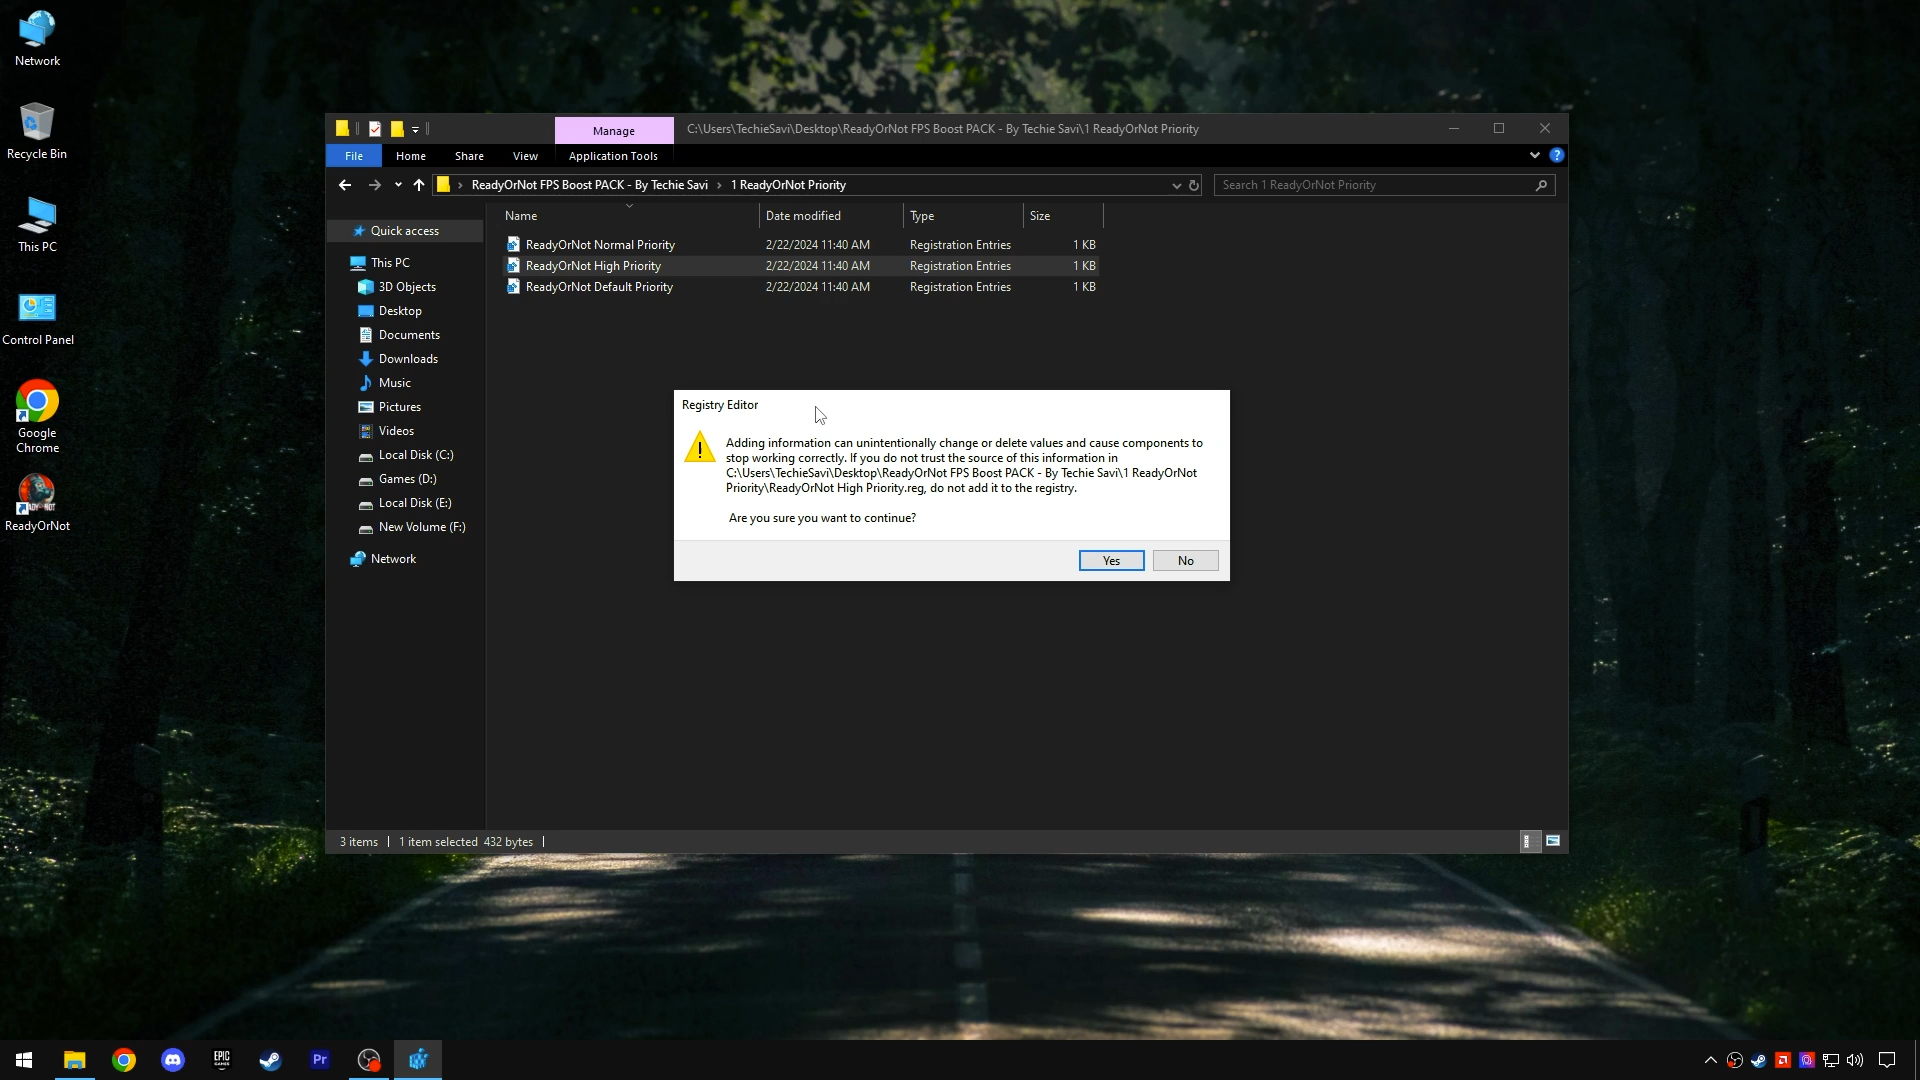 Network
Recycle Bin
This PC
Control Panel
Google
Chrome
ReadyOrNot
Manage
C:\Users\TechieSavi\Desktop\ReadyOrNot FPS Boost PACK - By Techie Savi\1 ReadyOrNot Priority
File
Home
Share
View
Application Tools
ReadyOrNot FPS Boost PACK - By Techie Savi
1 ReadyOrNot Priority
Search 1 ReadyOrNot Priority
Name
Date modified
Type
Size
ReadyOrNot Normal Priority 2/22/2024 11:40 AM Registration Entries 1 KB
ReadyOrNot High Priority 2/22/2024 11:40 AM Registration Entries 1 KB
ReadyOrNot Default Priority 2/22/2024 11:40 AM Registration Entries 1 KB
Quick access
This PC
3D Objects
Desktop
Documents
Downloads
Music
Pictures
Videos
Local Disk (C:)
Games (D:)
Local Disk (E:)
New Volume (F:)
Network
Registry Editor
Adding information can unintentionally change or delete values and cause components to
stop working correctly. If you do not trust the source of this information in
C:\Users\TechieSavi\Desktop\ReadyOrNot FPS Boost PACK - By Techie Savi\1 ReadyOrNot
Priority\ReadyOrNot High Priority.reg, do not add it to the registry.
Are you sure you want to continue?
Yes
No
3 items
1 item selected 432 bytes
EPIC
GAMES
Pr